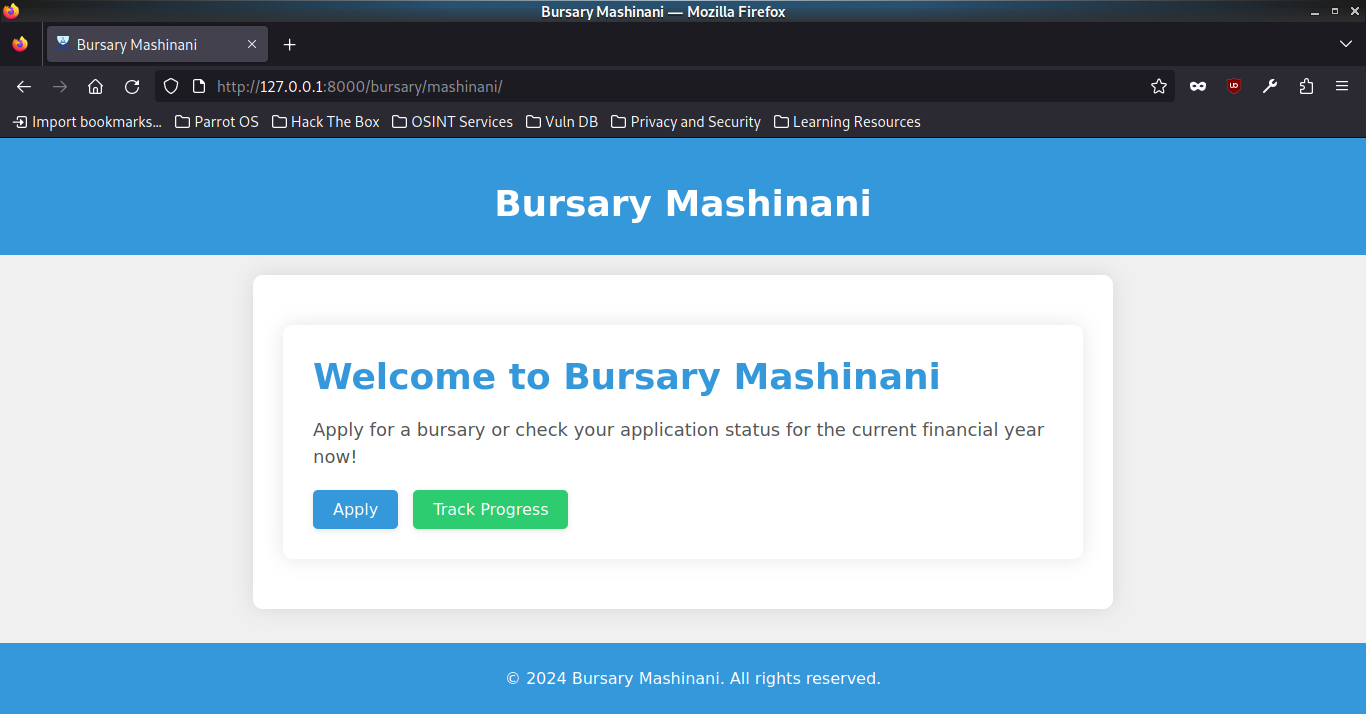 Bursary Mashinani — Mozilla Firefox
Bursary Mashinani
http://127.0.0.1:8000/bursary/mashinani/
Import bookmarks... Parrot OS Hack The Box OSINT Services Vuln DB Privacy and Security Learning Resources
Bursary Mashinani
Welcome to Bursary Mashinani
Apply for a bursary or check your application status for the current financial year
now!
Apply Track Progress
© 2024 Bursary Mashinani. All rights reserved.